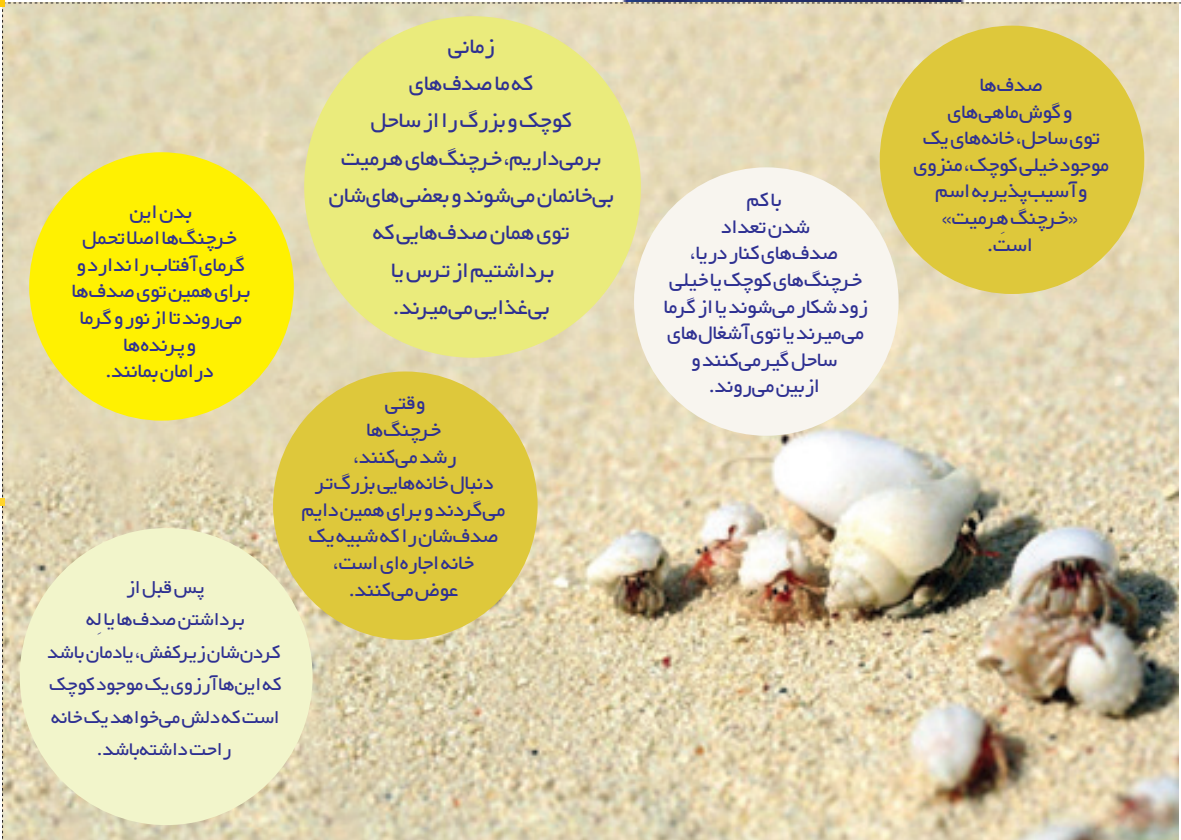 صدف‌ها
و گوش‌ماهی‌های
توی ساحل، خانه‌های یک
موجود خیلی کوچک، منزوی
و آسیب‌پذیر به اسم
«خرچنگ هرمیت»
است.
با کم
شدن تعداد
صدف‌های کنار دریا،
خرچنگ‌های کوچک یا خیلی
زود شکار می‌شوند یا از گرما
می‌میرند یا توی آشغال‌های
ساحل گیر می‌کنند و
از بین می‌روند.
زمانی
که ما صدف‌های
کوچک و بزرگ را از ساحل
برمی‌داریم، خرچنگ‌های هرمیت
بی‌خانمان می‌شوند و بعضی‌های‌شان
توی همان صدف‌هایی که
برداشتیم از ترس یا
بی‌غذایی می‌میرند.
بدن این
خرچنگ‌ها اصلا تحمل
گرمای آفتاب را ندارد و
برای همین توی صدف‌ها
می‌روند تا از نور و گرما
و پرنده‌ها
در امان بمانند.
وقتی
خرچنگ‌ها
رشد می‌کنند،
دنبال خانه‌هایی بزرگ‌تر
می‌گردند و برای همین دایم
صدف‌شان را که شبیه یک
خانه اجاره‌ای است،
عوض می‌کنند.
پس قبل از
برداشتن صدف‌ها یا لِه
کردن‌شان زیر کفش، یادمان باشد
که این‌ها آرزوی یک موجود کوچک
است که دلش می‌خواهد یک خانه
راحت داشته‌باشد.